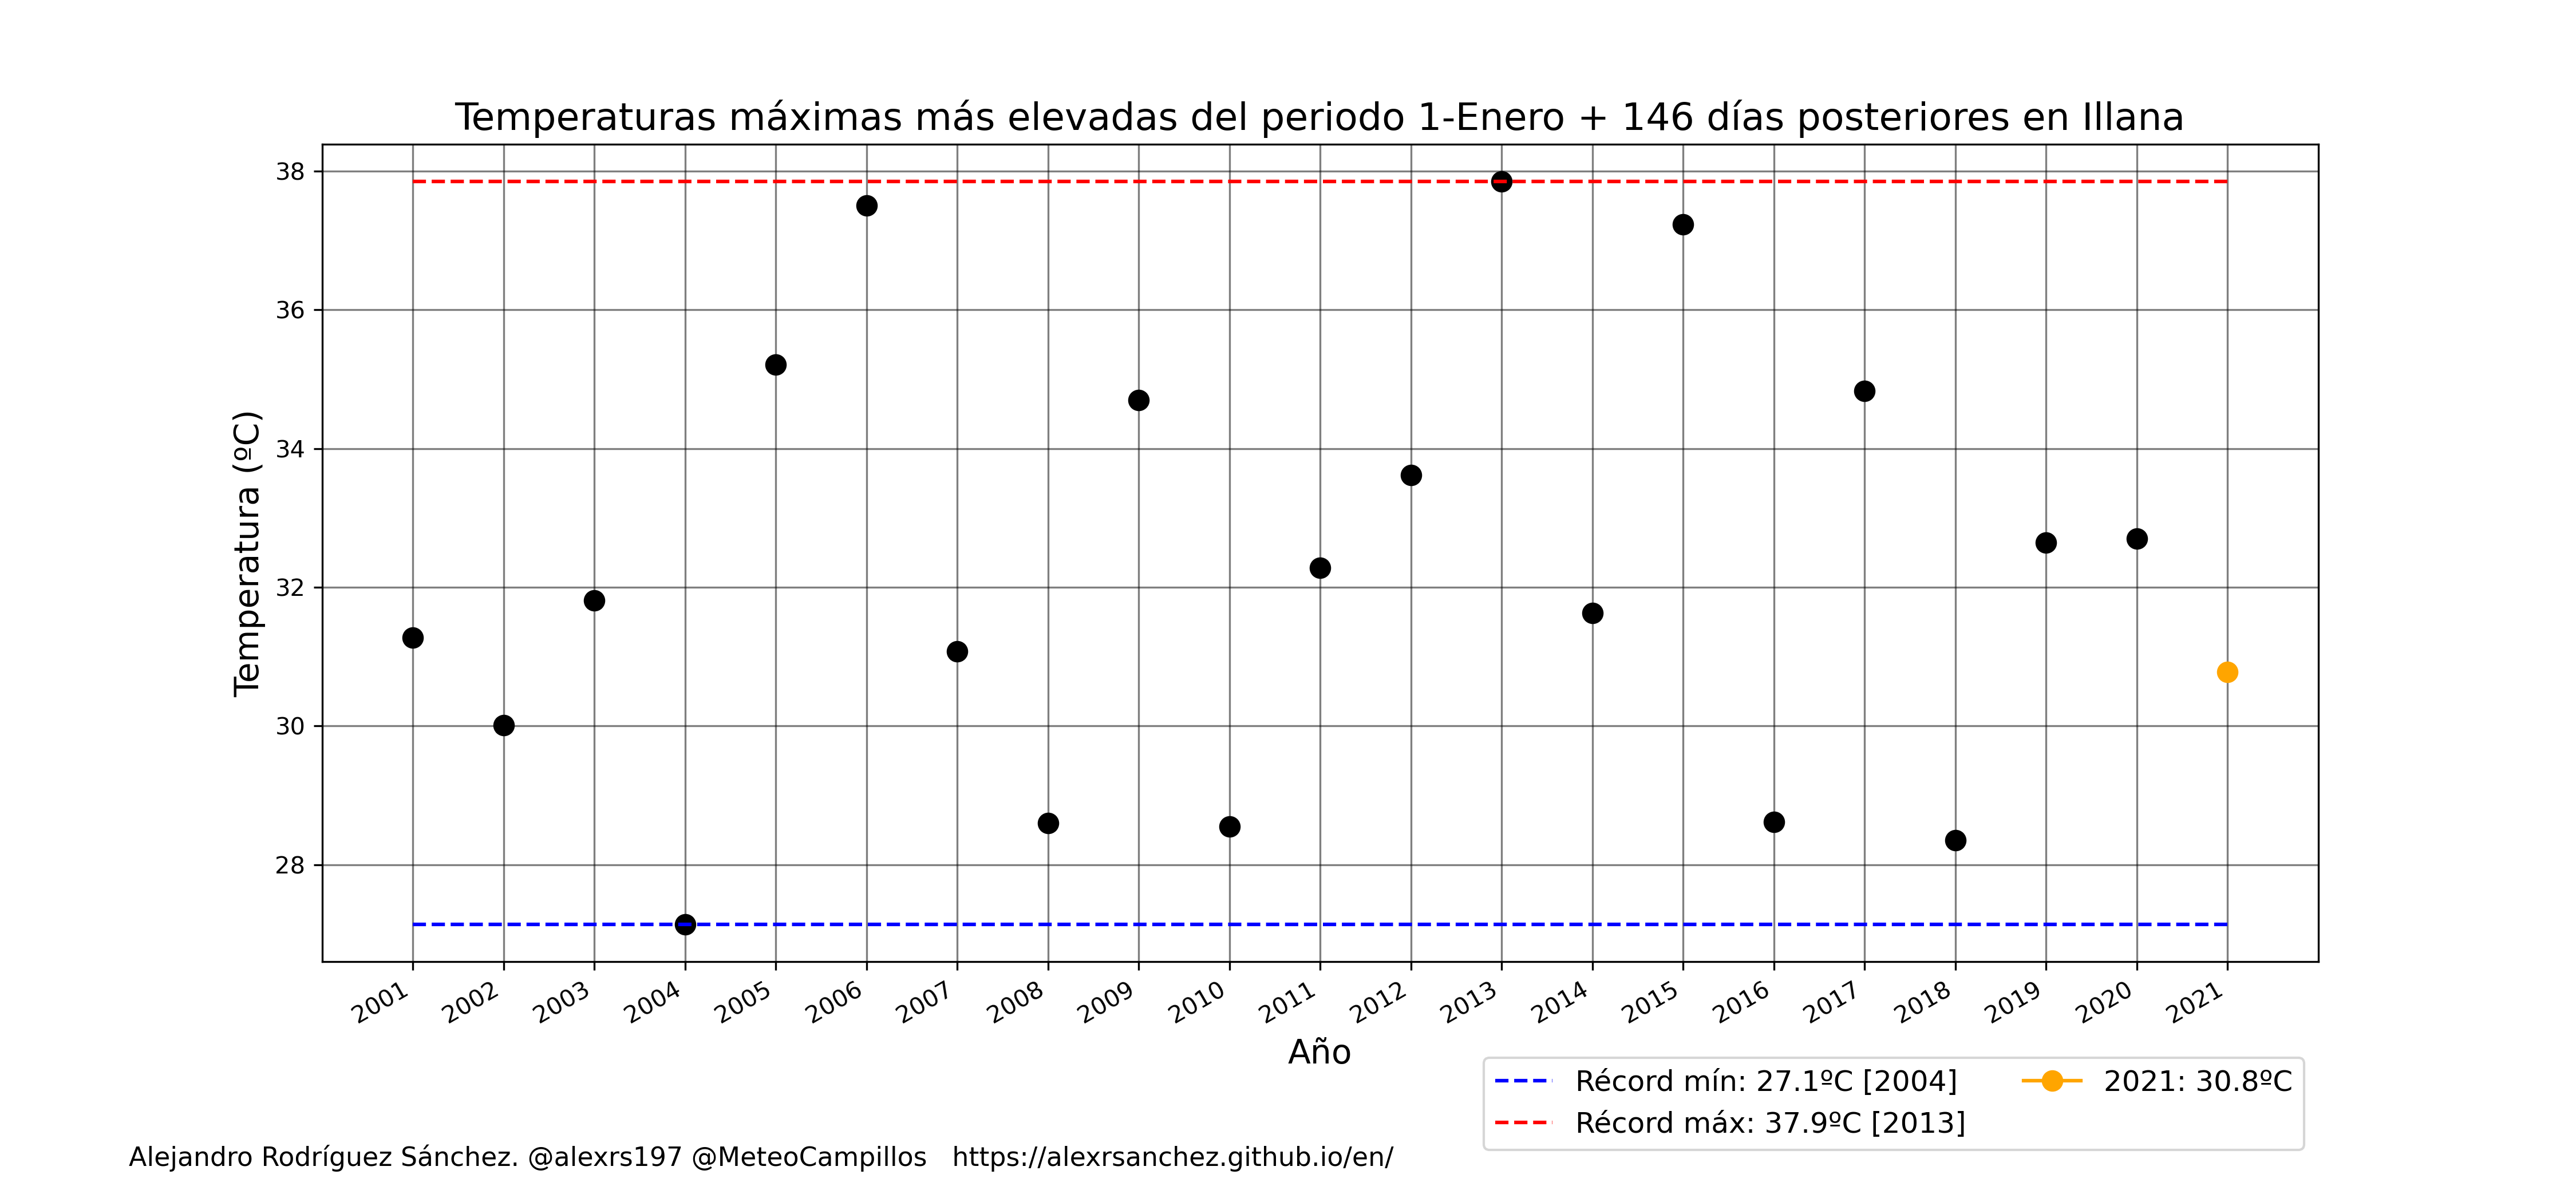 Temperaturas máximas más elevadas del periodo 1-Enero + 146 días posteriores en Illana
Temperatura (ºC)
38
36
34
32
30
28
2001 2002 2003 2004 2005 2006 2007 2008 2009 2010 2011 2012 2013 2014 2015 2016 2017 2018 2019 2020 2021
Año
Récord mín: 27.1ºC [2004]
Récord máx: 37.9ºC [2013]
2021: 30.8ºC
Alejandro Rodríguez Sánchez. @alexrs197 @MeteoCampillos https://alexrsanchez.github.io/en/